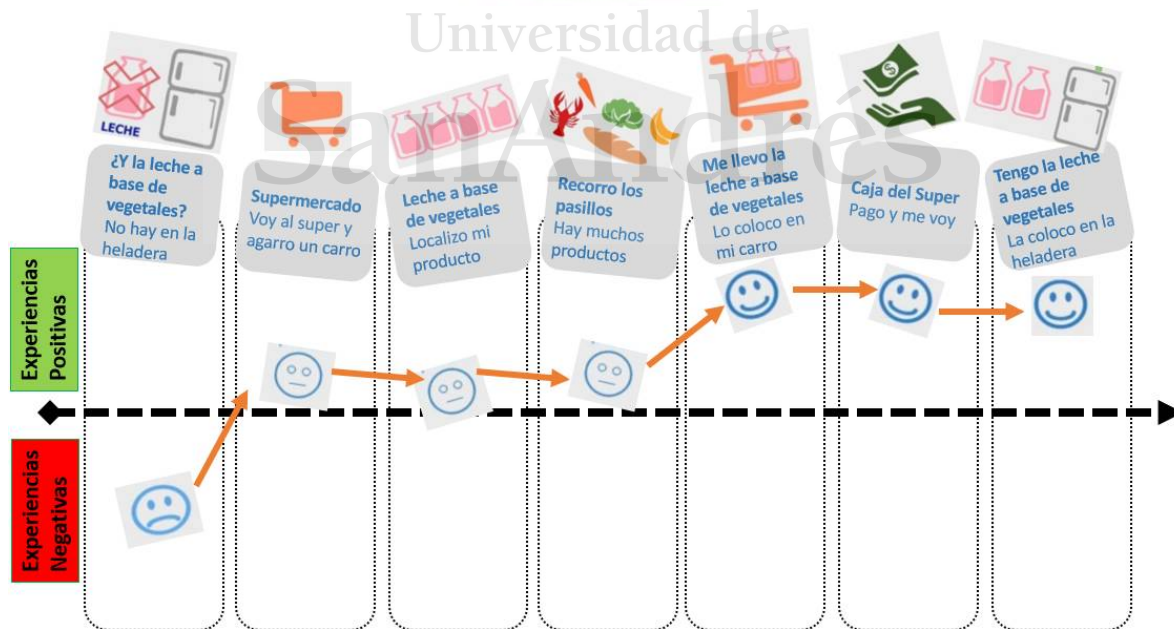 Universidad de
SanAndrés
LECHE
¿Y la leche a
base de
vegetales?
No hay en la
heladera
Supermercado
Voy al super y
agarro un carro
Leche a base
de vegetales
Localizo mi
producto
Recorro los
pasillos
Hay muchos
productos
Me llevo la
leche a base
de vegetales
Lo coloco en
mi carro
$
Caja del Super
Pago y me voy
Tengo la leche
a base de
vegetales
La coloco en la
heladera
Experiencias
Positivas
Experiencias
Negativas